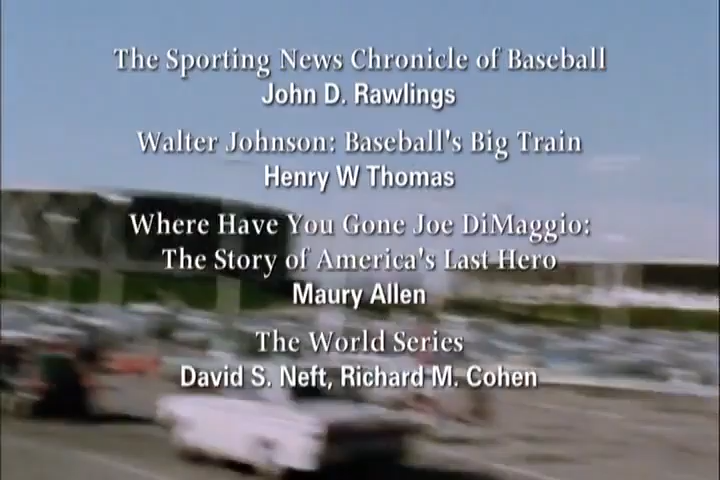 The Sporting News Chronicle of Baseball
John D. Rawlings
Walter Johnson: Baseball's Big Train
Henry W Thomas
Where Have You Gone Joe DiMaggio:
The Story of America's Last Hero
Maury Allen
The World Series
David S. Neft, Richard M. Cohen